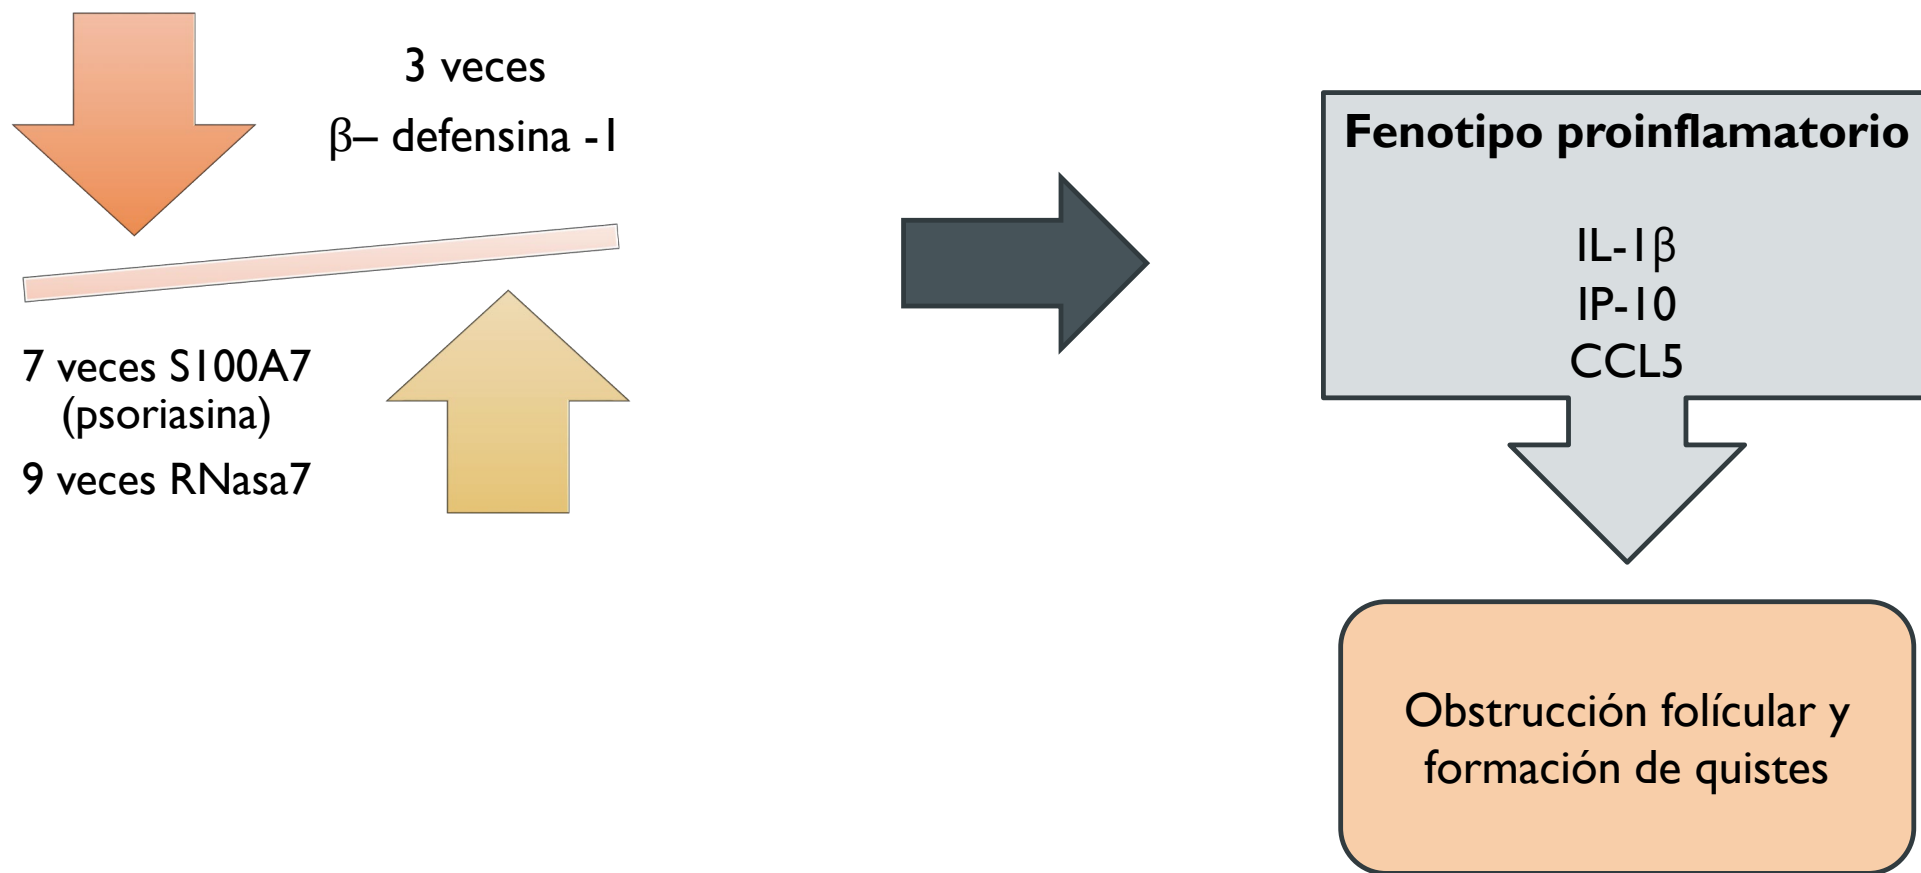 3 veces
β– defensina -1
7 veces S100A7
(psoriasina)
9 veces RNasa7
Fenotipo proinflamatorio
IL-1β
IP-10
CCL5
Obstrucción folícular y
formación de quistes